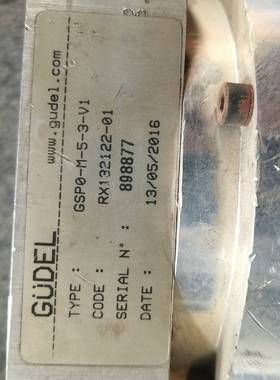 GÜDEL
www.gudel.com
TYPE : GSP0-M-5-3-V1
CODE : RX132122-01
SERIAL N° : 898877
DATE : 13/05/2016